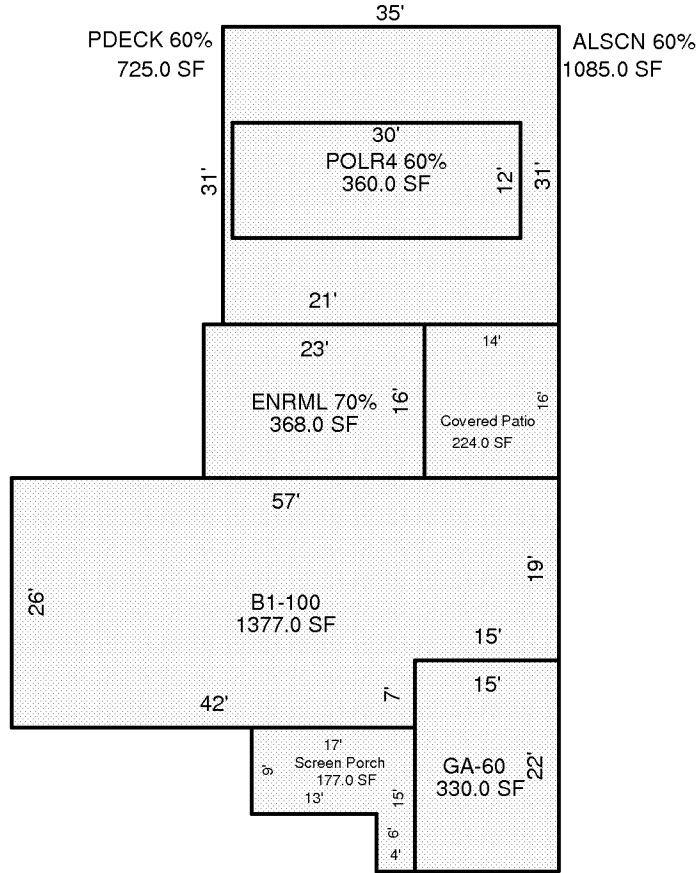 35'
PDECK 60%
725.0 SF
ALSCN 60%
1085.0 SF
30'
POLR4 60%
360.0 SF
12'
31'
31'
21'
23'
14'
ENRML 70%
368.0 SF
16'
16'
Covered Patio
224.0 SF
57'
19'
26'
B1-100
1377.0 SF
15'
15'
42'
7'
17'
Screen Porch
177.0 SF
9'
13'
15'
GA-60
330.0 SF
22'
6'
4'